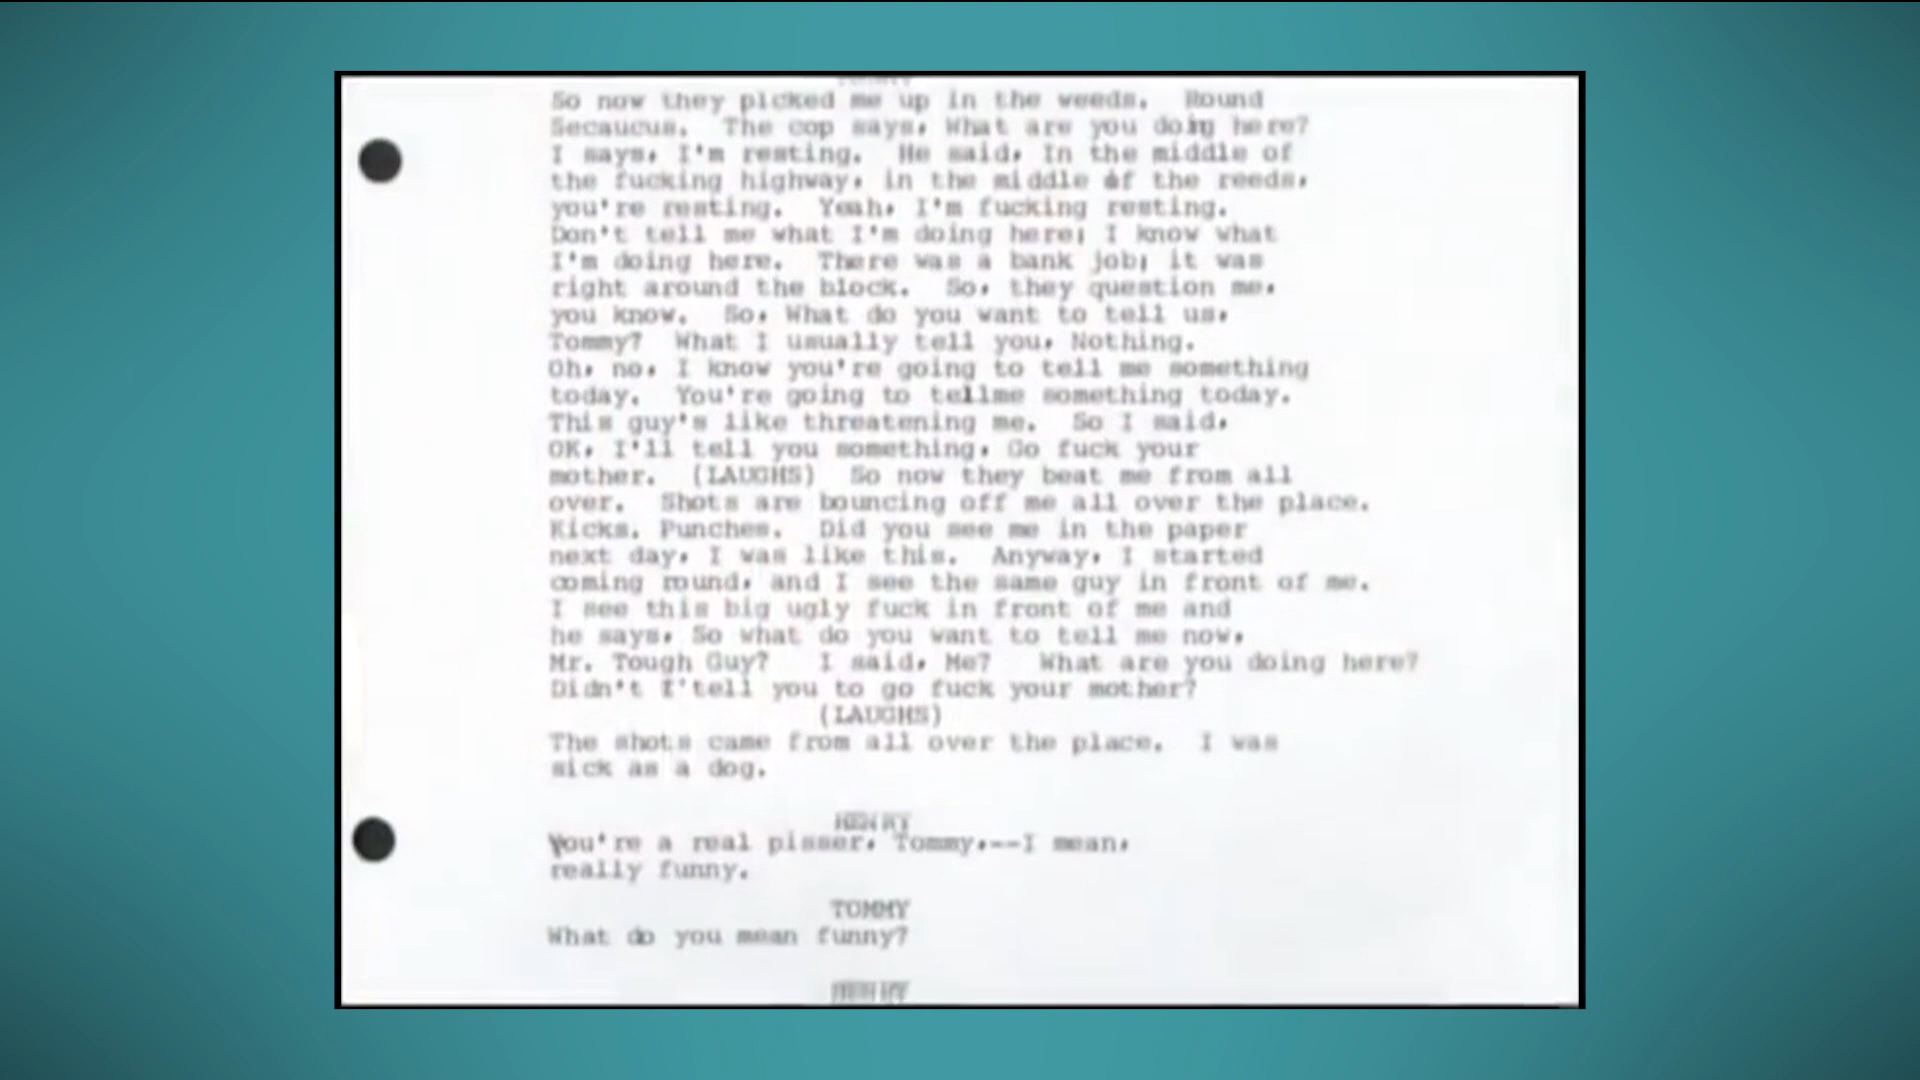 So now they picked me up in the weeds.  Round
Secaucus.  The cop says, What are you doing here?
I says, I'm resting.  He said, In the middle of
the fucking highway, in the middle of the reeds,
you're resting.  Yeah, I'm fucking resting.
Don't tell me what I'm doing here; I know what
I'm doing here.  There was a bank job; it was
right around the block.  So, they question me,
you know.  So, What do you want to tell us,
Tommy?  What I usually tell you, Nothing.
Oh, no, I know you're going to tell me something
today.  You're going to tellme something today.
This guy's like threatening me.  So I said,
OK, I'll tell you something, Go fuck your
mother.  (LAUGHS)  So now they beat me from all
over.  Shots are bouncing off me all over the place.
Kicks. Punches.  Did you see me in the paper
next day, I was like this.  Anyway, I started
coming round, and I see the same guy in front of me.
I see this big ugly fuck in front of me and
he says, So what do you want to tell me now,
Mr. Tough Guy?  I said, Me?  What are you doing here?
Didn't I'tell you to go fuck your mother?
(LAUGHS)
The shots came from all over the place.  I was
sick as a dog.
HENRY
You're a real pisser, Tommy,--I mean,
really funny.
TOMMY
What do you mean funny?
HENRY